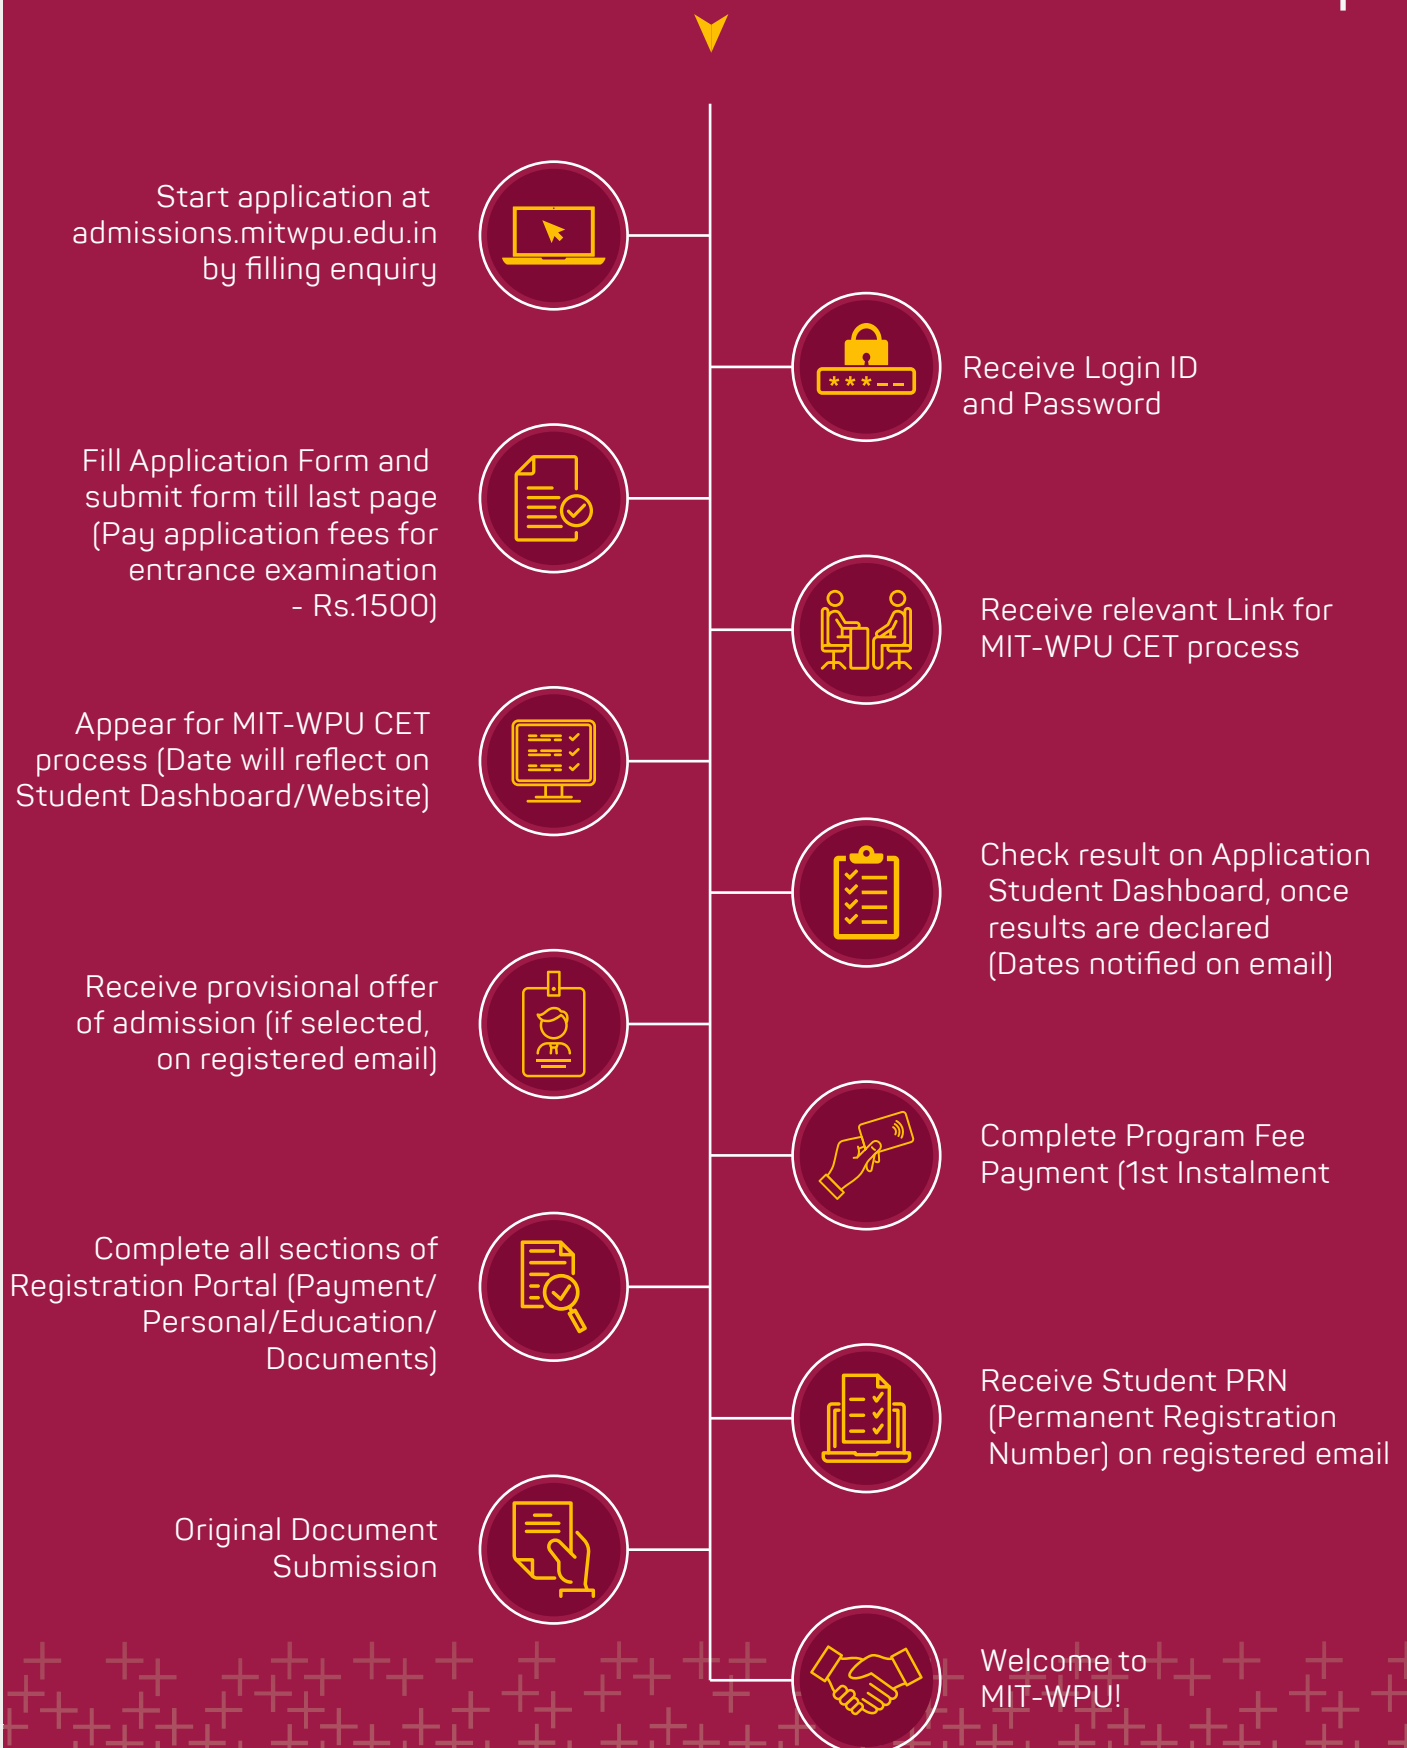 Start application at
admissions.mitwpu.edu.in
by filling enquiry
Receive Login ID
and Password
Fill Application Form and
submit form till last page
(Pay application fees for
entrance examination
- Rs.1500)
Receive relevant Link for
MIT-WPU CET process
Appear for MIT-WPU CET
process (Date will reflect on
Student Dashboard/Website)
Check result on Application
Student Dashboard, once
results are declared
(Dates notified on email)
Receive provisional offer
of admission (if selected,
on registered email)
Complete Program Fee
Payment (1st Instalment
Complete all sections of
Registration Portal (Payment/
Personal/Education/
Documents)
Receive Student PRN
(Permanent Registration
Number) on registered email
Original Document
Submission
Welcome to
MIT-WPU!